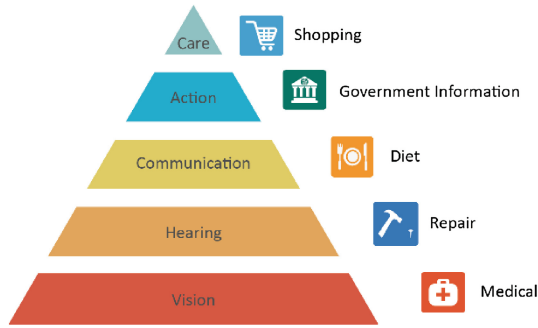 Care
Shopping
Action
Government Information
Communication
Diet
Hearing
Repair
Vision
Medical